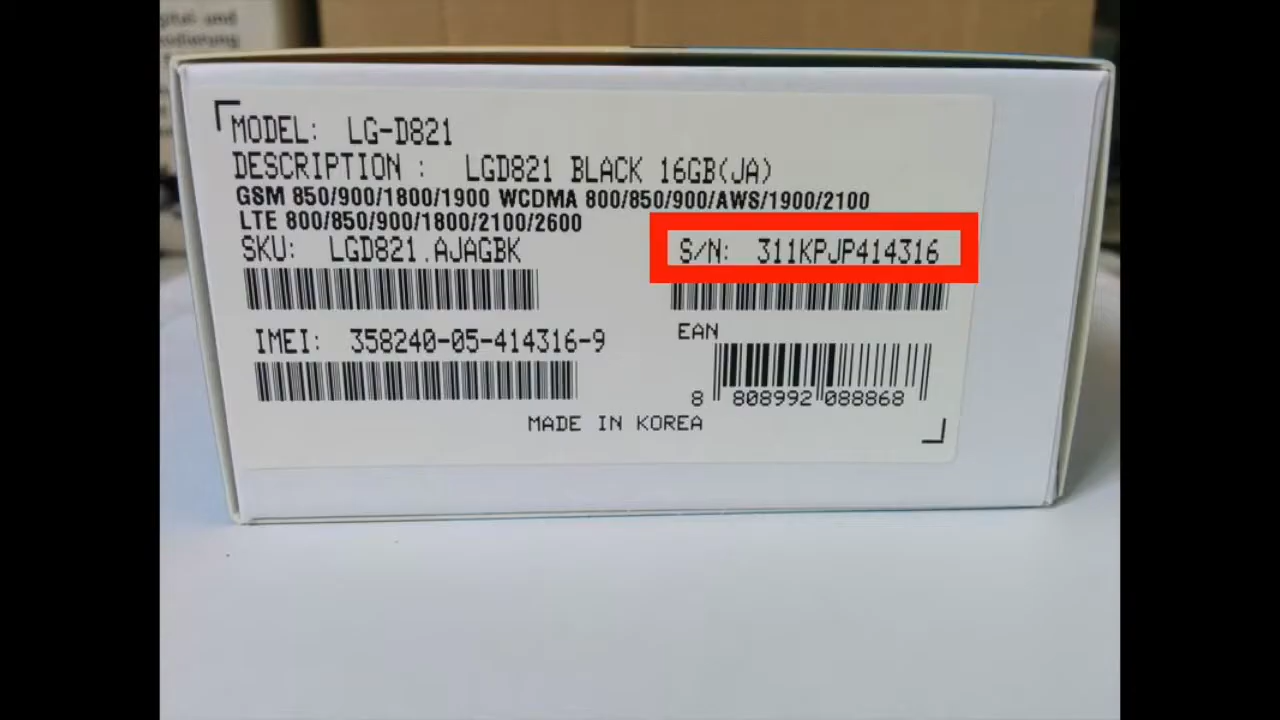 MODEL: LG-D821
DESCRIPTION : LGD821 BLACK 16GB(JA)
GSM 850/900/1800/1900 WCDMA 800/850/900/AWS/1900/2100
LTE 800/850/900/1800/2100/2600
SKU: LGD821.AJAGBK
S/N: 311KPJP414316
IMEI: 358240-05-414316-9
EAN
8 808992 088868
MADE IN KOREA